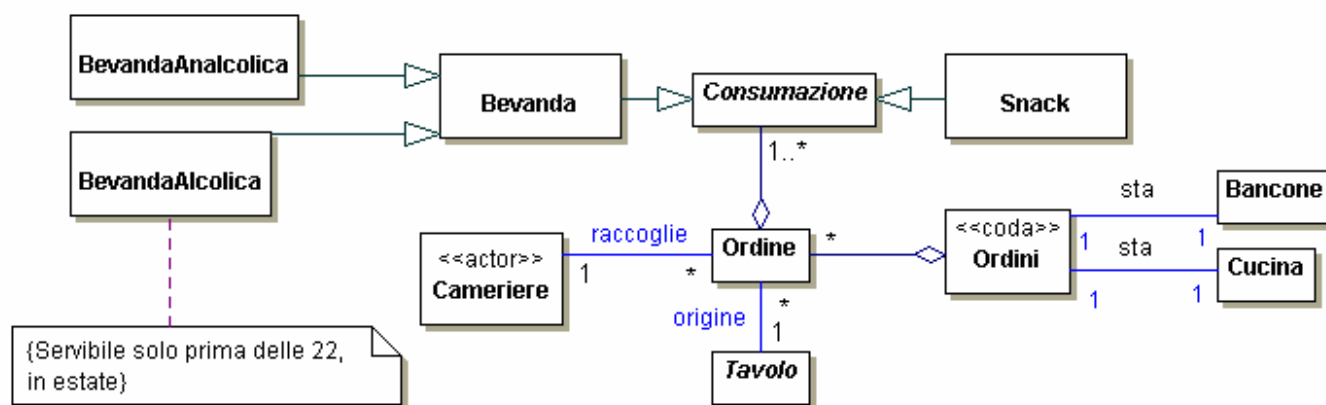 BevandaAnalcolica
Bevanda
Consumazione
Snack
BevandaAlcolica
1..*
sta
Bancone
raccoglie
<<actor>>
Cameriere
1
*
Ordine
*
<<coda>>
Ordini
1
1
sta
Cucina
1
1
origine
*
1
Tavolo
{Servibile solo prima delle 22,
in estate}